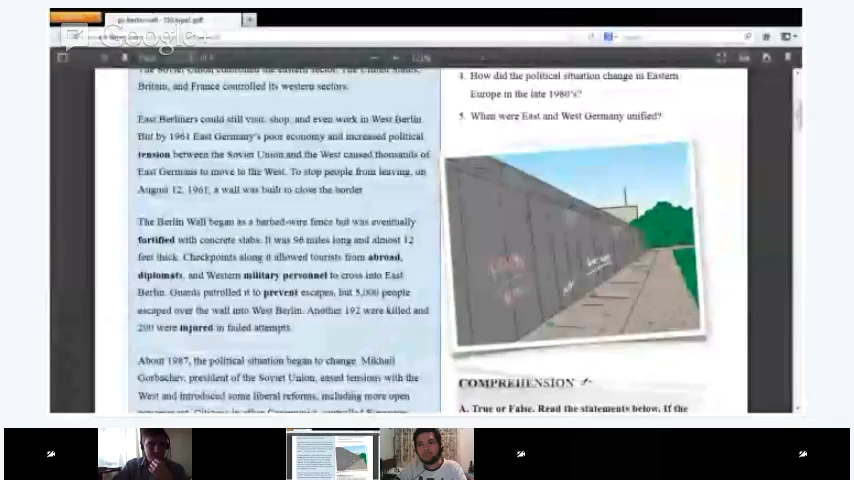 Google+
The Soviet Union controlled the eastern sector. The United States,
Britain, and France controlled its western sectors.
East Berliners could still visit, shop, and even work in West Berlin.
But by 1961 East Germany's poor economy and increased political
tension between the Soviet Union and the West caused thousands of
East Germans to move to the West. To stop people from leaving, on
August 12, 1961, a wall was built to close the border
The Berlin Wall began as a barbed-wire fence but was eventually
fortified with concrete slabs. It was 96 miles long and almost 12
feet thick. Checkpoints along it allowed tourists from abroad,
diplomats, and Western military personnel to cross into East
Berlin. Guards patrolled it to prevent escapes, but 5,000 people
escaped over the wall into West Berlin. Another 192 were killed and
200 were injured in failed attempts.
About 1987, the political situation began to change. Mikhail
Gorbachev, president of the Soviet Union, eased tensions with the
West and introduced some liberal reforms, including more open
4. How did the political situation change in Eastern
Europe in the late 1980's?
5. When were East and West Germany unified?
COMPREHENSION
A. True or False. Read the statements below. If the